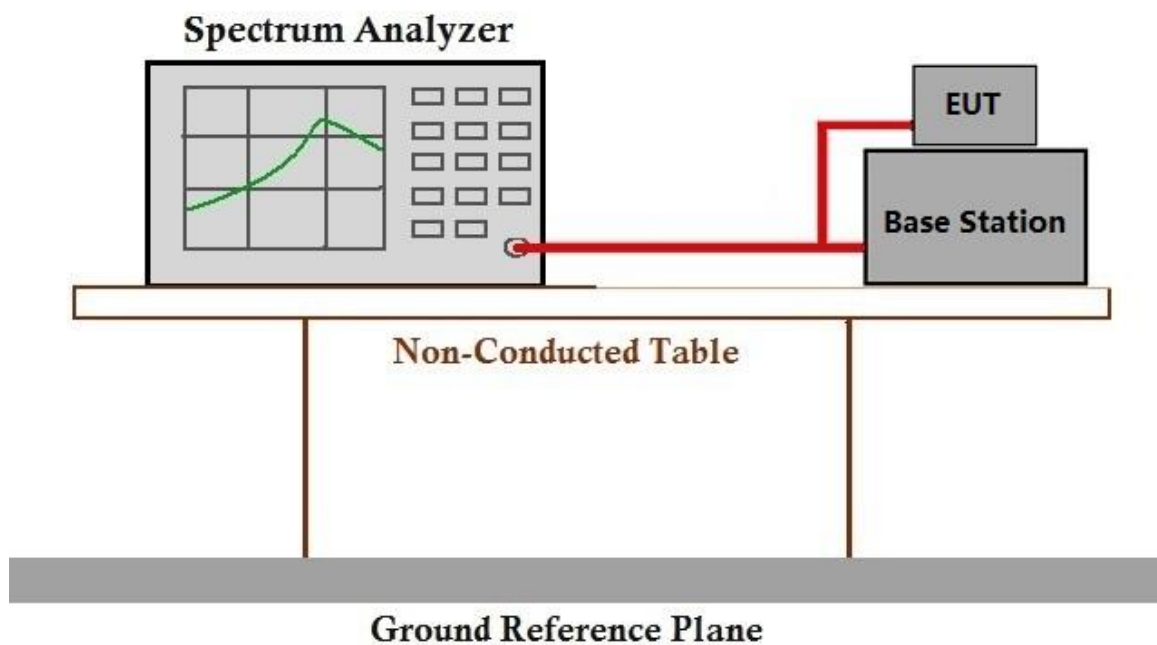 Spectrum Analyzer
EUT
Base Station
Non-Conducted Table
Ground Reference Plane